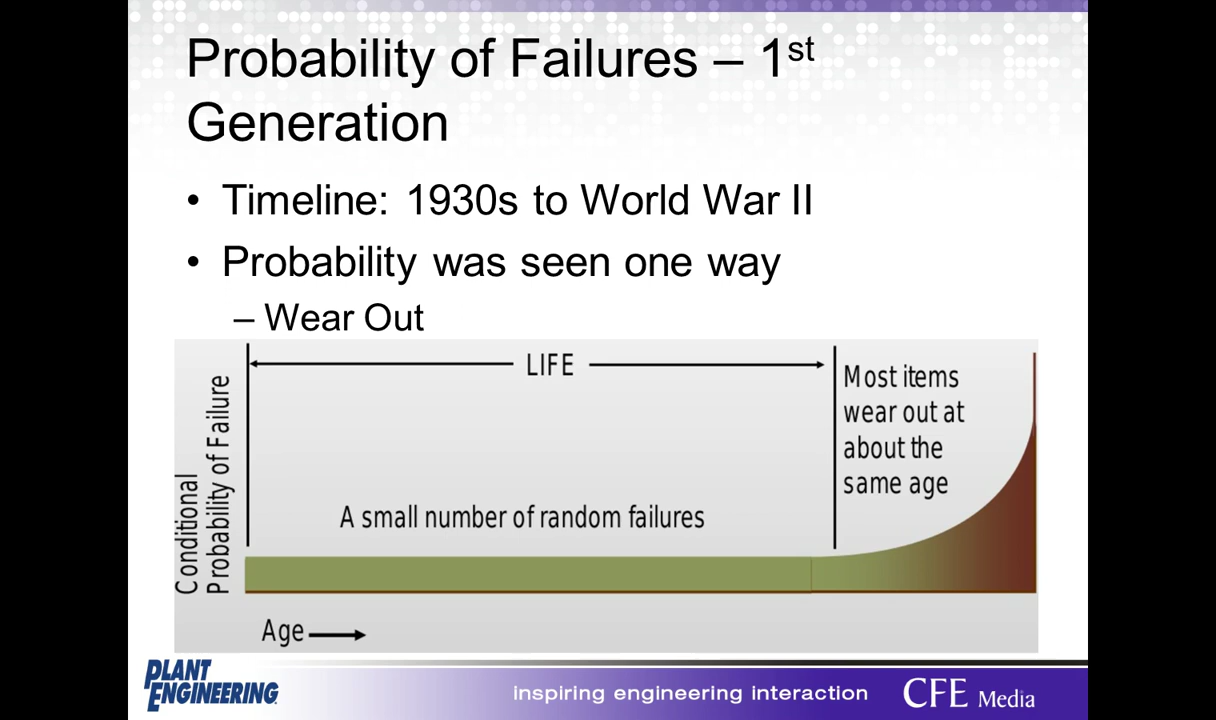 Probability of Failures – 1st
Generation
• Timeline: 1930s to World War II
• Probability was seen one way
– Wear Out
Conditional
Probability of Failure
LIFE
Most items
wear out at
about the
same age
A small number of random failures
Age
PLANT
ENGINEERING
inspiring engineering interaction
CFE Media